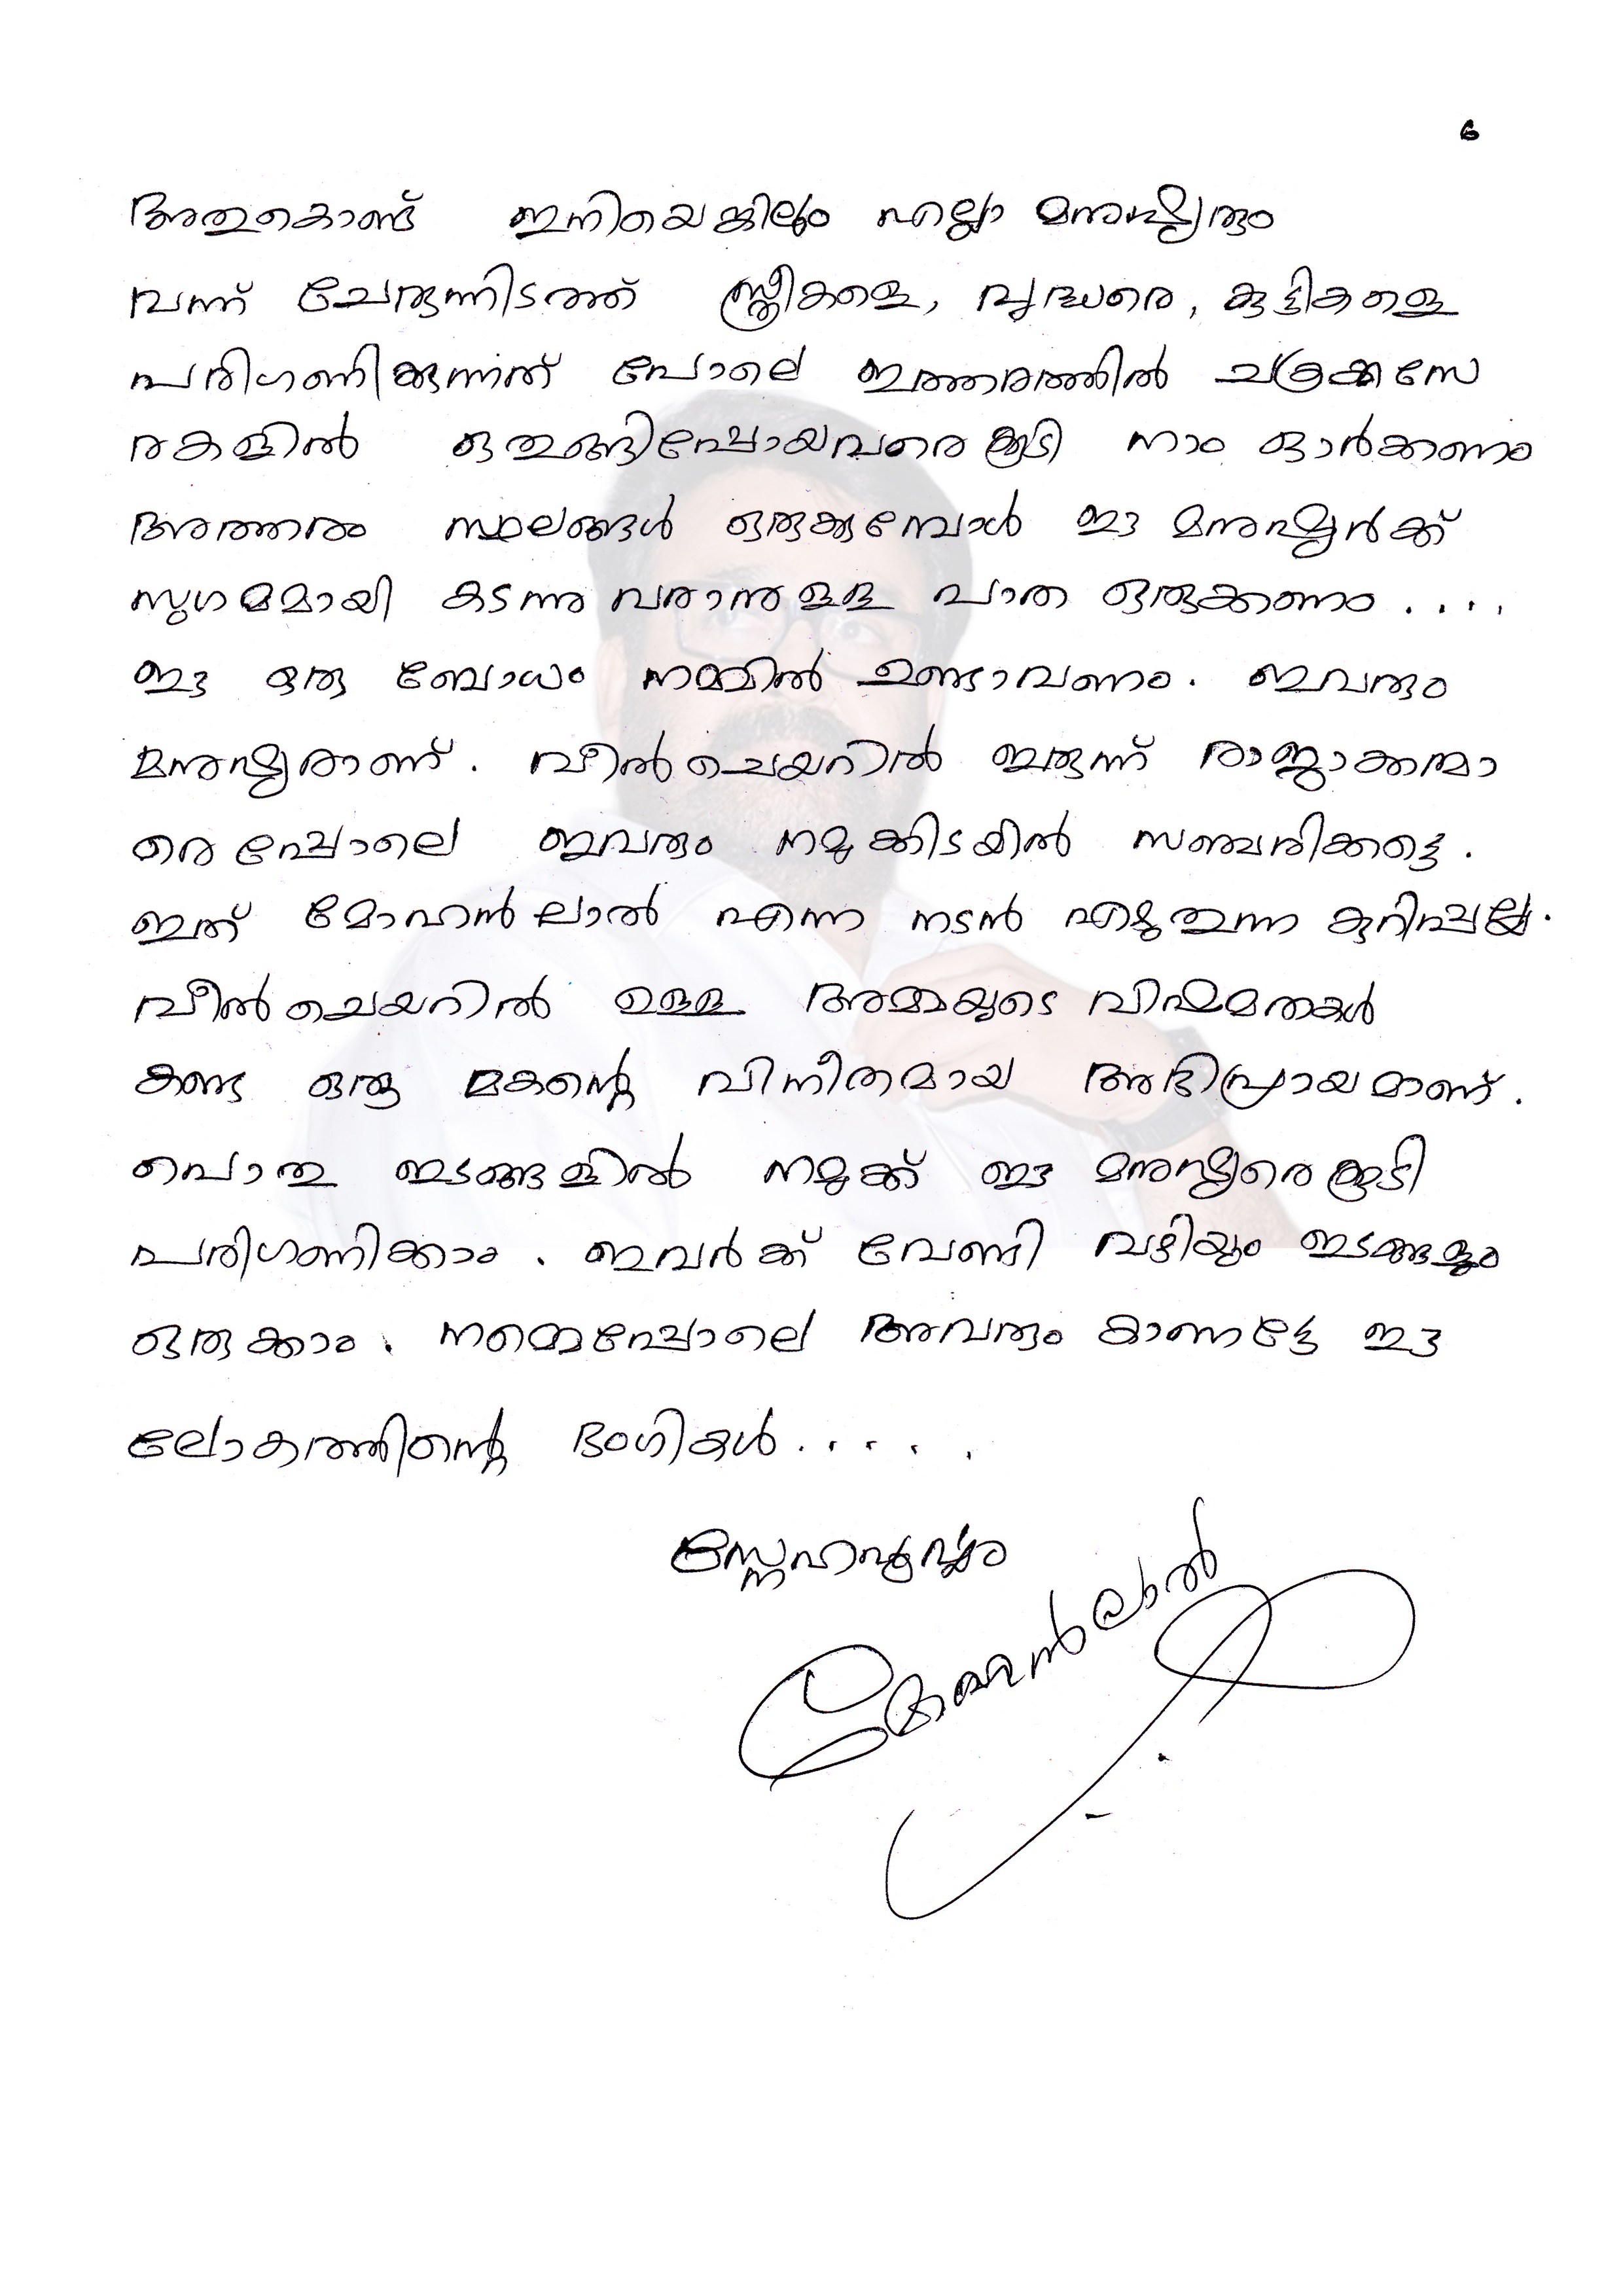 6
അതുകൊണ്ട് ഇനിയെങ്കിലും എല്ലാ മനുഷ്യരും
വന്ന് ചേരുന്നിടത്ത് സ്ത്രീകളെ, വൃദ്ധരെ, കുട്ടികളെ
പരിഗണിക്കുന്നത് പോലെ ഇത്തരത്തിൽ ചക്രക്കസേ
രകളിൽ ഒതുങ്ങിപ്പോയവരെക്കൂടി നാം ഓർക്കണം
അത്തരം സ്ഥലങ്ങൾ ഒരുക്കുമ്പോൾ ഈ മനുഷ്യർക്ക്
സുഗമമായി കടന്നു വരാനുള്ള പാത ഒരുക്കണം ....
ഈ ഒരു ബോധം നമ്മിൽ ഉണ്ടാവണം. ഇവരും
മനുഷ്യരാണ്. വീൽചെയറിൽ ഇരുന്ന് രാജാക്കന്മാ
രെപ്പോലെ ഇവരും നമുക്കിടയിൽ സഞ്ചരിക്കട്ടെ.
ഇത് മോഹൻലാൽ എന്ന നടൻ എഴുതുന്ന കുറിപ്പല്ല.
വീൽചെയറിൽ ഉള്ള അമ്മയുടെ വിഷമതകൾ
കണ്ട ഒരു മകന്റെ വിനീതമായ അഭിപ്രായമാണ്.
പൊതു ഇടങ്ങളിൽ നമുക്ക് ഈ മനുഷ്യരെക്കൂടി
പരിഗണിക്കാം. ഇവർക്ക് വേണ്ടി വഴിയും ഇടങ്ങളും
ഒരുക്കാം. നമ്മെപ്പോലെ അവരും കാണട്ടേ ഈ
ലോകത്തിന്റെ ഭംഗികൾ.....
സ്നേഹപൂർവ്വം
മോഹൻലാൽ